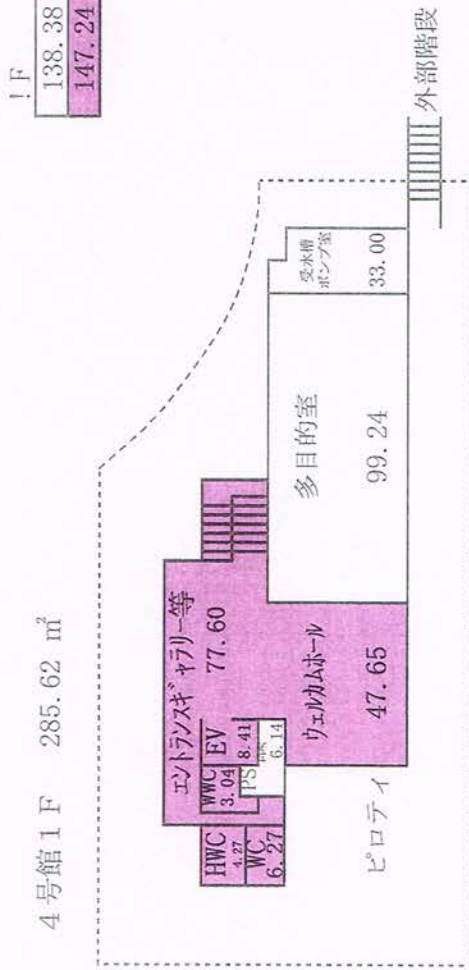 4号館1F 285.62 ㎡
!F
138.38
147.24
エントランスギャラリー等
77.60
HWC
4.27
WC
6.27
WWC
3.04
EV
8.41
PS
6.14
ウェルカムホール
47.65
多目的室
99.24
受水槽
ポンプ室
33.00
ピロティ
外部階段